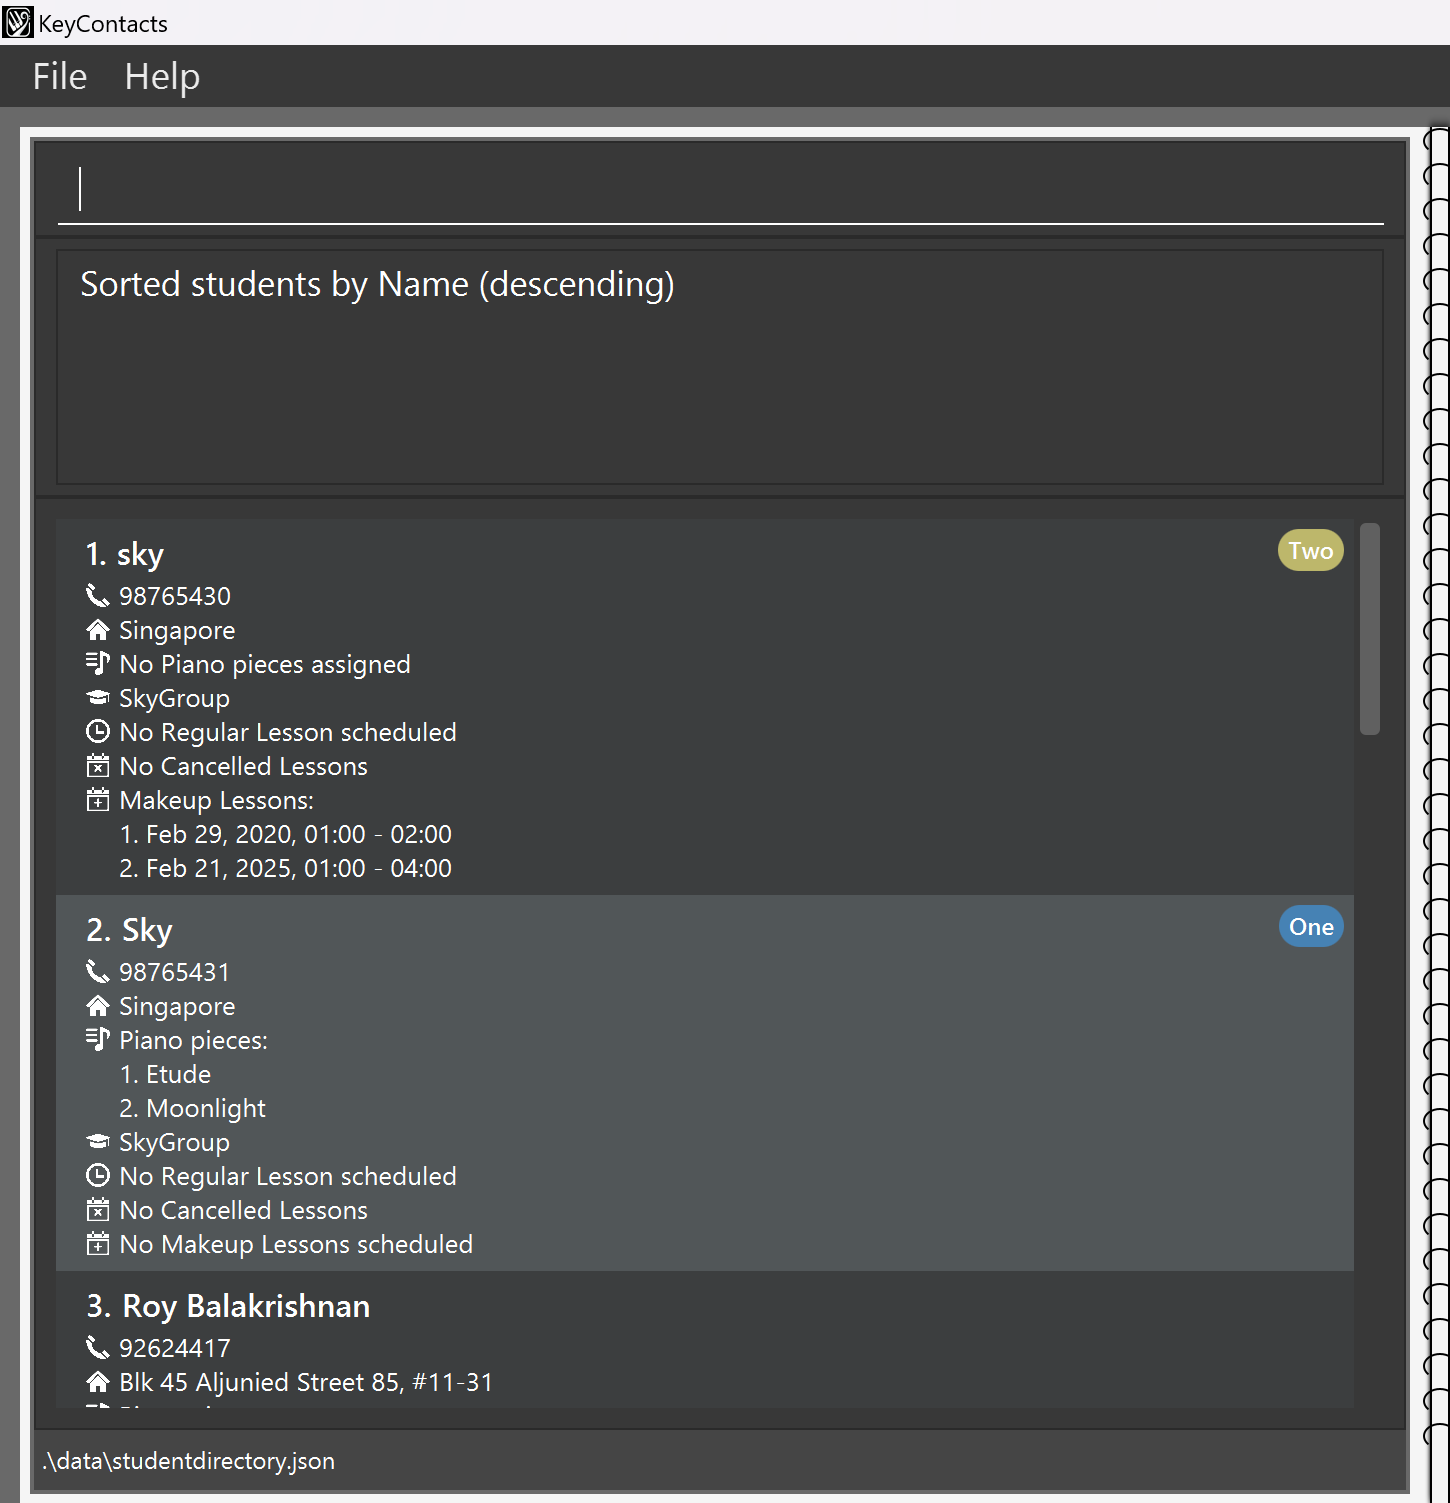 KeyContacts
File Help
Sorted students by Name (descending)
1. sky
Two
98765430
Singapore
No Piano pieces assigned
SkyGroup
No Regular Lesson scheduled
No Cancelled Lessons
Makeup Lessons:
1. Feb 29, 2020, 01:00 - 02:00
2. Feb 21, 2025, 01:00 - 04:00
2. Sky
One
98765431
Singapore
Piano pieces:
1. Etude
2. Moonlight
SkyGroup
No Regular Lesson scheduled
No Cancelled Lessons
No Makeup Lessons scheduled
3. Roy Balakrishnan
92624417
Blk 45 Aljunied Street 85, #11-31
.\data\studentdirectory.json